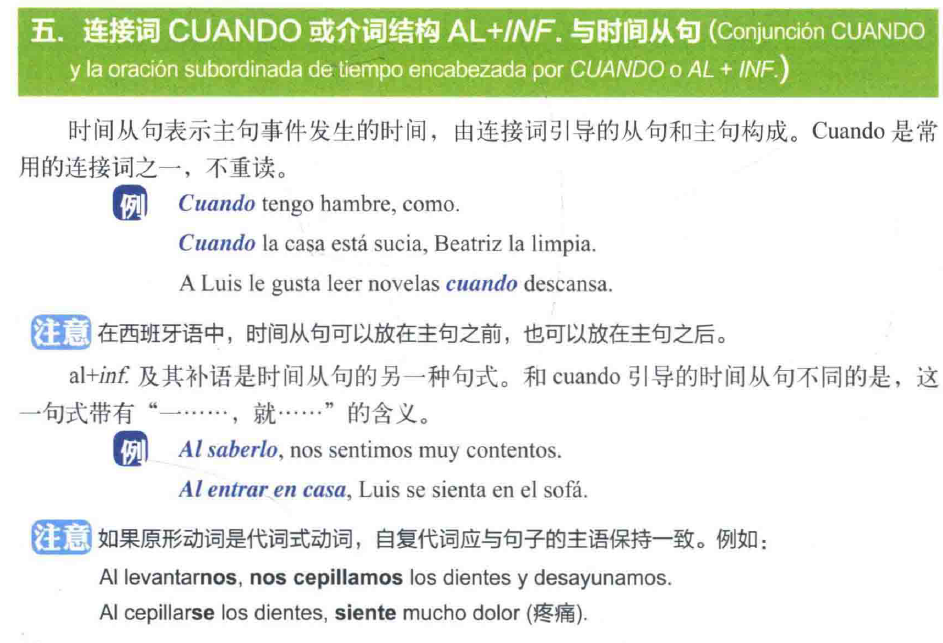 五. 连接词 CUANDO 或介词结构 AL+INF. 与时间从句 (Conjunción CUANDO
y la oración subordinada de tiempo encabezada por CUANDO o AL + INF.)
时间从句表示主句事件发生的时间，由连接词引导的从句和主句构成。Cuando 是常
用的连接词之一，不重读。
例 Cuando tengo hambre, como.
Cuando la casa está sucia, Beatriz la limpia.
A Luis le gusta leer novelas cuando descansa.
注意 在西班牙语中，时间从句可以放在主句之前，也可以放在主句之后。
al+inf. 及其补语是时间从句的另一种句式。和 cuando 引导的时间从句不同的是，这
一句式带有“一……，就……”的含义。
例 Al saberlo, nos sentimos muy contentos.
Al entrar en casa, Luis se sienta en el sofá.
注意 如果原形动词是代词式动词，自复代词应与句子的主语保持一致。例如：
Al levantarnos, nos cepillamos los dientes y desayunamos.
Al cepillarse los dientes, siente mucho dolor (疼痛).